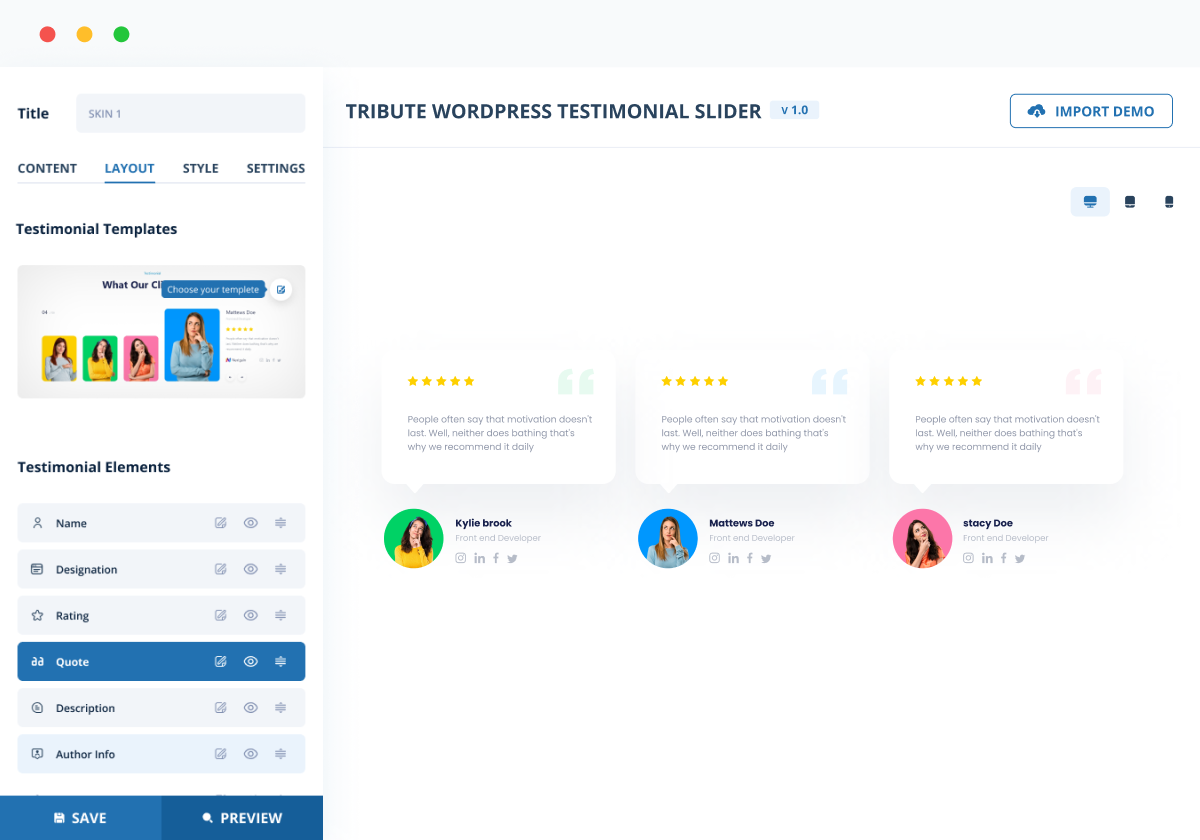 Title
SKIN 1
CONTENT LAYOUT STYLE SETTINGS
Testimonial Templates
What Our Cli
Choose your templete
04
Mattews Doe
Testimonial Elements
Name
Designation
Rating
Quote
Description
Author Info
SAVE
PREVIEW
TRIBUTE WORDPRESS TESTIMONIAL SLIDER
v 1.0
IMPORT DEMO
People often say that motivation doesn't
last. Well, neither does bathing that's
why we recommend it daily
Kylie brook
Front end Developer
People often say that motivation doesn't
last. Well, neither does bathing that's
why we recommend it daily
Mattews Doe
Front end Developer
People often say that motivation doesn't
last. Well, neither does bathing that's
why we recommend it daily
stacy Doe
Front end Developer